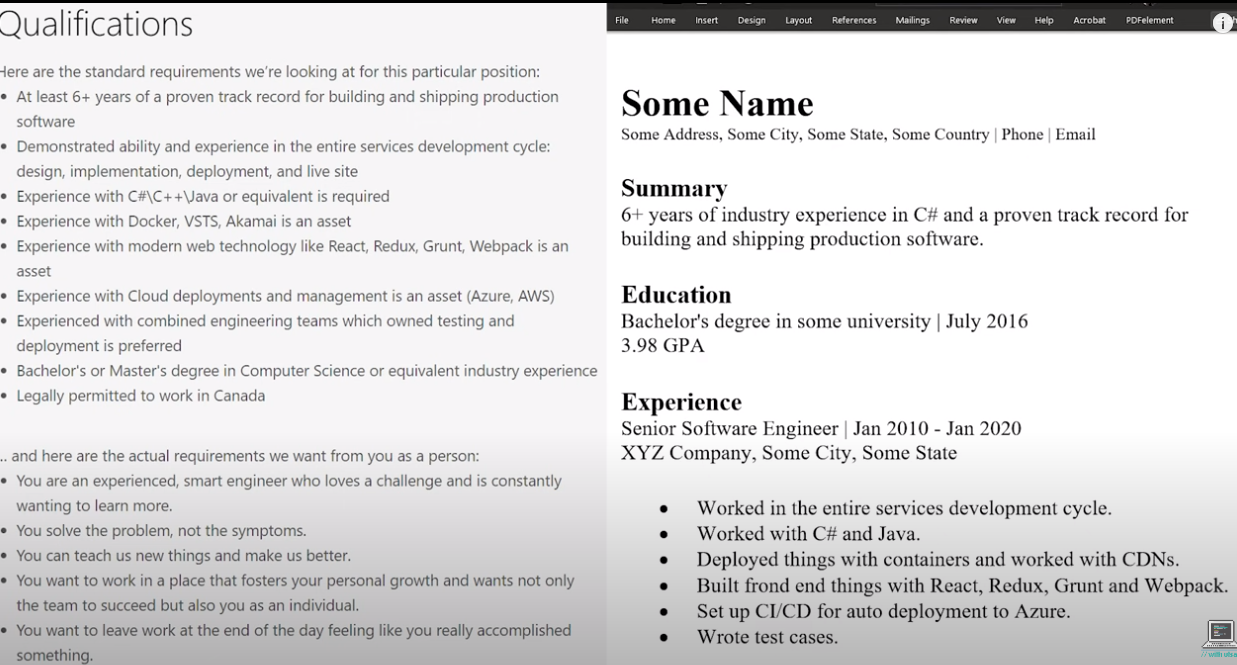 Qualifications
Here are the standard requirements we're looking at for this particular position:
• At least 6+ years of a proven track record for building and shipping production
software
• Demonstrated ability and experience in the entire services development cycle:
design, implementation, deployment, and live site
• Experience with C#\C++\Java or equivalent is required
• Experience with Docker, VSTS, Akamai is an asset
• Experience with modern web technology like React, Redux, Grunt, Webpack is an
asset
• Experience with Cloud deployments and management is an asset (Azure, AWS)
• Experienced with combined engineering teams which owned testing and
deployment is preferred
• Bachelor's or Master's degree in Computer Science or equivalent industry experience
• Legally permitted to work in Canada
.. and here are the actual requirements we want from you as a person:
• You are an experienced, smart engineer who loves a challenge and is constantly
wanting to learn more.
• You solve the problem, not the symptoms.
• You can teach us new things and make us better.
• You want to work in a place that fosters your personal growth and wants not only
the team to succeed but also you as an individual.
• You want to leave work at the end of the day feeling like you really accomplished
something.
File Home Insert Design Layout References Mailings Review View Help Acrobat PDFelement
Some Name
Some Address, Some City, Some State, Some Country | Phone | Email
Summary
6+ years of industry experience in C# and a proven track record for
building and shipping production software.
Education
Bachelor's degree in some university | July 2016
3.98 GPA
Experience
Senior Software Engineer | Jan 2010 - Jan 2020
XYZ Company, Some City, Some State
• Worked in the entire services development cycle.
• Worked with C# and Java.
• Deployed things with containers and worked with CDNs.
• Built frond end things with React, Redux, Grunt and Webpack.
• Set up CI/CD for auto deployment to Azure.
• Wrote test cases.